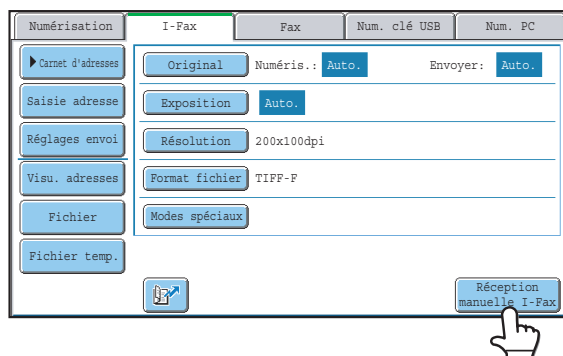 Numérisation I-Fax Fax Num. clé USB Num. PC
Carnet d'adresses
Original Numéris.: Auto. Envoyer: Auto.
Saisie adresse
Exposition Auto.
Réglages envoi
Résolution 200x100dpi
Visu. adresses
Format fichier TIFF-F
Fichier
Modes spéciaux
Fichier temp.
Réception
manuelle I-Fax